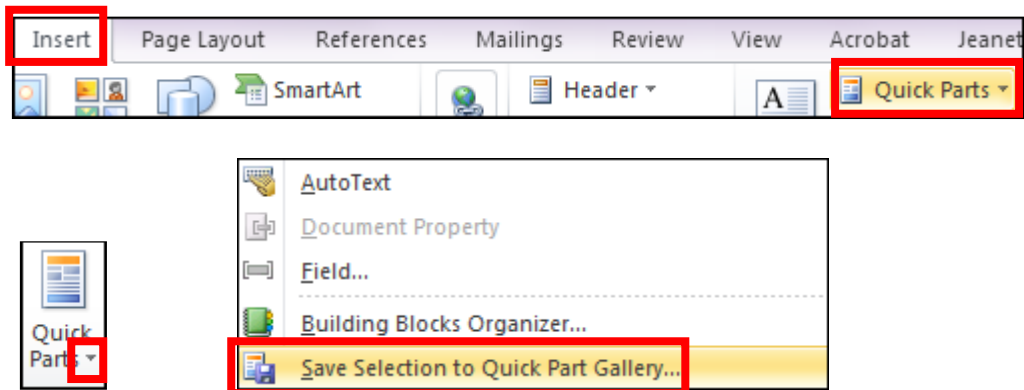 Insert Page Layout References Mailings Review View Acrobat Jeanet
SmartArt Header A Quick Parts
AutoText
Document Property
Field...
Building Blocks Organizer...
Save Selection to Quick Part Gallery...
Quick
Parts